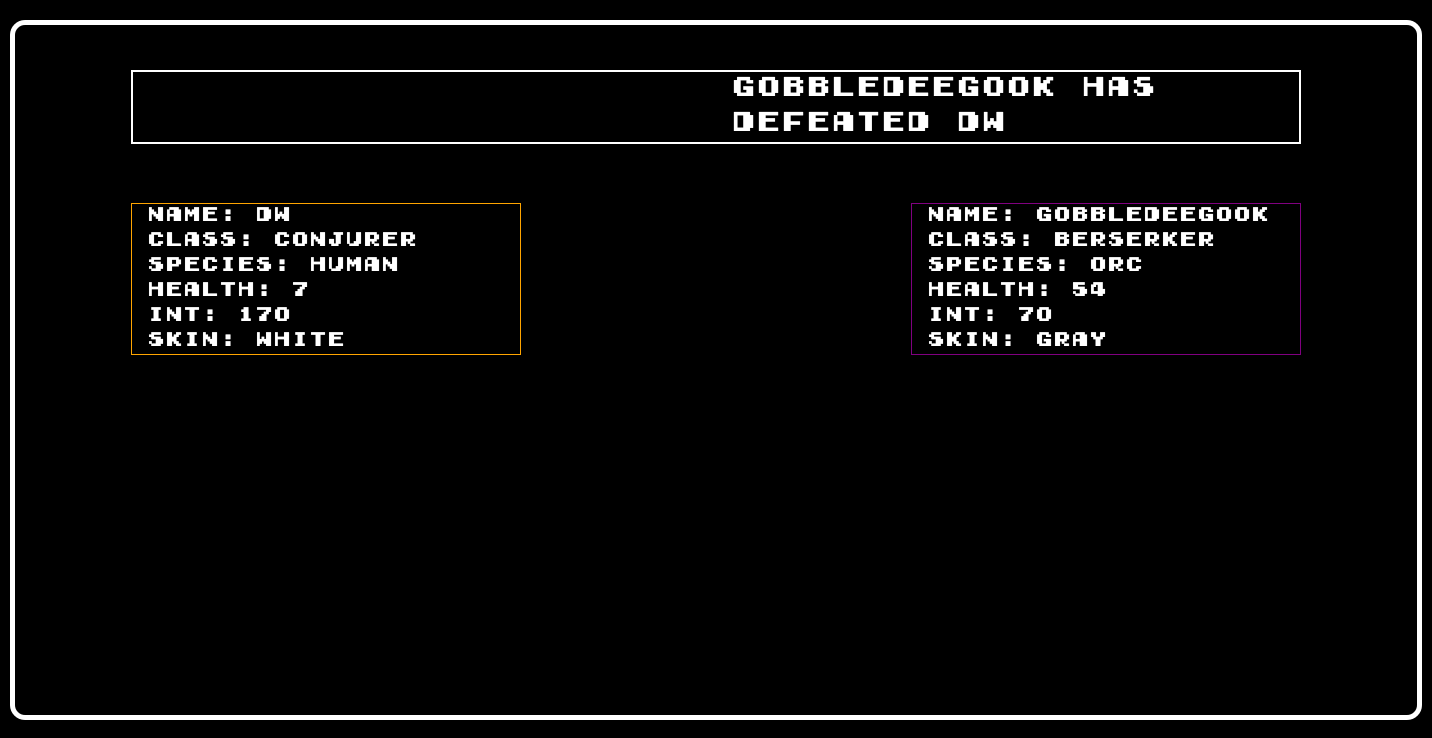 GOBBLEDEEGOOK HAS
DEFEATED DW
NAME: DW
CLASS: CONJURER
SPECIES: HUMAN
HEALTH: 7
INT: 170
SKIN: WHITE
NAME: GOBBLEDEEGOOK
CLASS: BERSERKER
SPECIES: ORC
HEALTH: 54
INT: 70
SKIN: GRAY